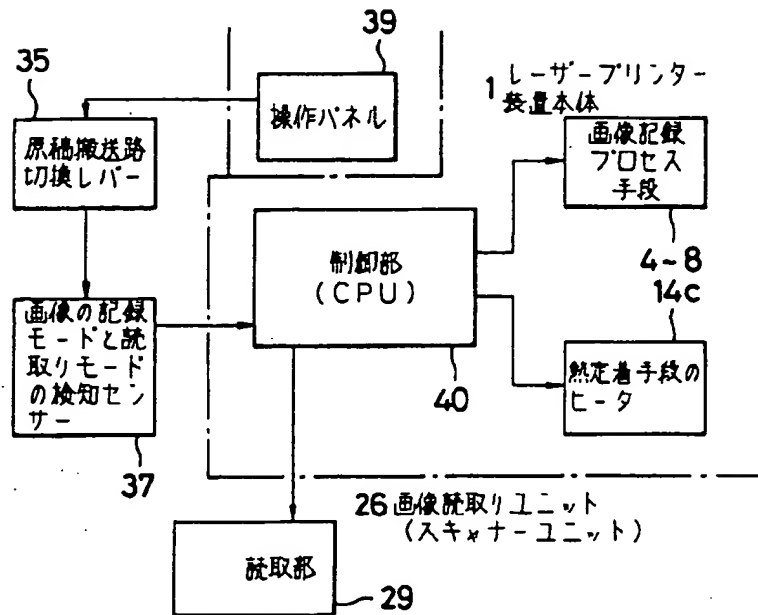 39
操作パネル
35
原稿搬送路
切換レバー
1 レーザープリンター
装置本体
画像記録
プロセス
手段
4~8
14c
制御部
(CPU)
40
画像の記録
モードと読
取りモード
の検知セン
サー
37
熱定着手段の
ヒータ
26 画像読取りユニット
(スキャナーユニット)
読取部
29